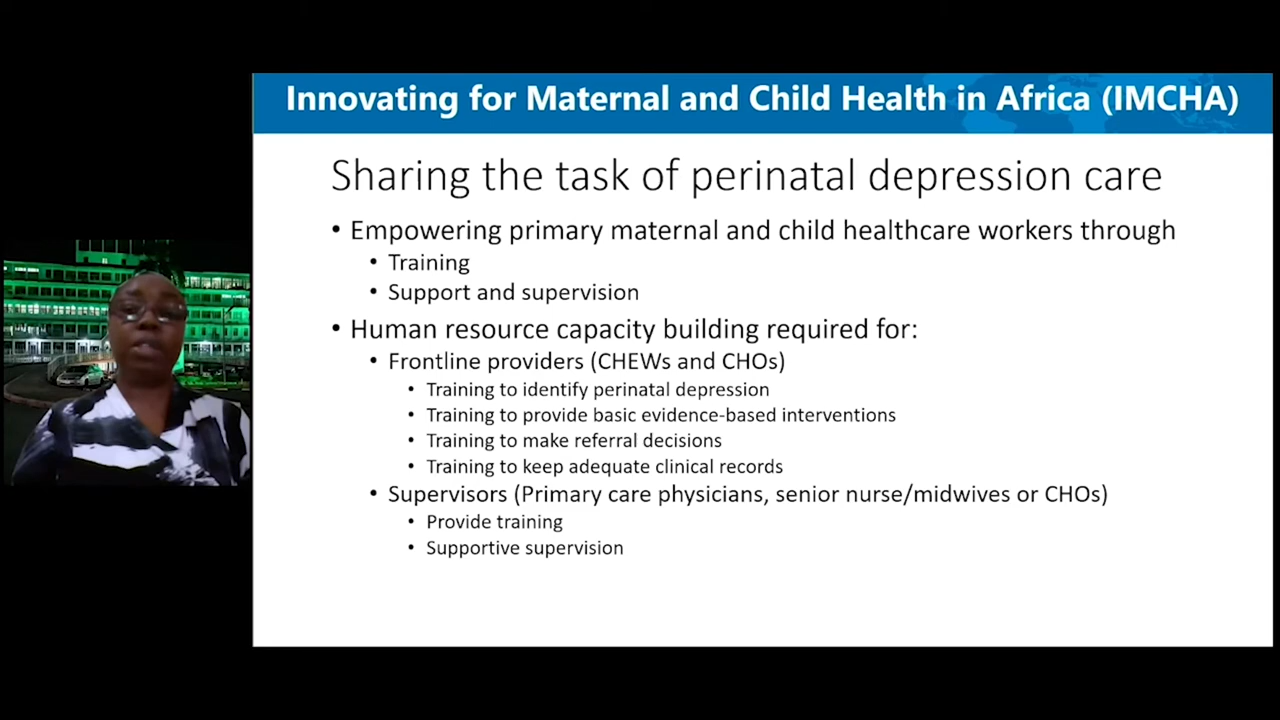 Innovating for Maternal and Child Health in Africa (IMCHA)
Sharing the task of perinatal depression care
• Empowering primary maternal and child healthcare workers through
• Training
• Support and supervision
• Human resource capacity building required for:
• Frontline providers (CHEWs and CHOs)
• Training to identify perinatal depression
• Training to provide basic evidence-based interventions
• Training to make referral decisions
• Training to keep adequate clinical records
• Supervisors (Primary care physicians, senior nurse/midwives or CHOs)
• Provide training
• Supportive supervision